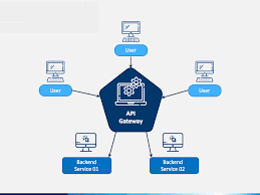 User
User
User
API
Gateway
Backend
Service 01
Backend
Service 02